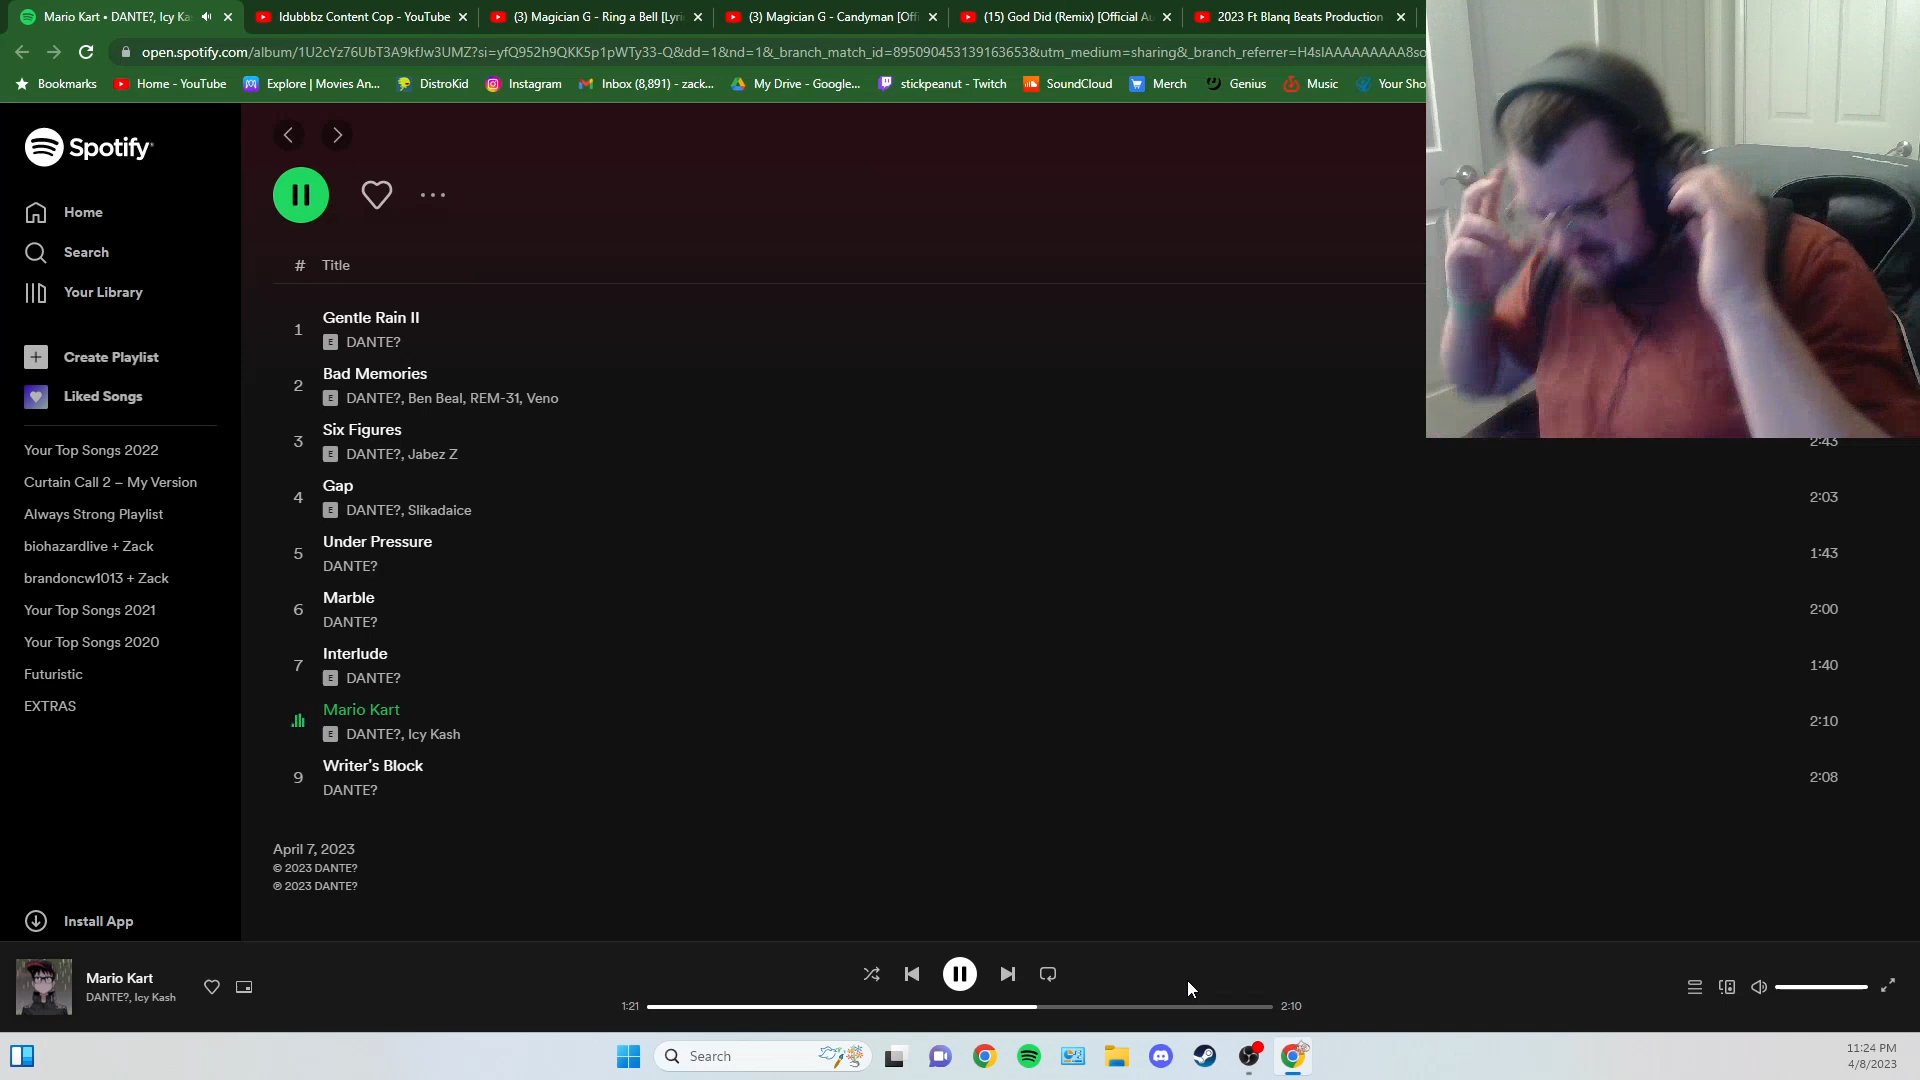 Mario Kart • DANTE?, Icy Ka
Idubbbz Content Cop - YouTube
(3) Magician G - Ring a Bell [Lyri
(3) Magician G - Candyman [Off
(15) God Did (Remix) [Official Au
2023 Ft Blanq Beats Production
open.spotify.com/album/1U2cYz76UbT3A9kfJw3UMZ?si=yfQ952h9QKK5p1pWTy33-Q&dd=1&nd=1&_branch_match_id=895090453139163653&utm_medium=sharing&_branch_referrer=H4sIAAAAAAAAA8so
Bookmarks
Home - YouTube
Explore | Movies An...
DistroKid
Instagram
Inbox (8,891) - zack...
My Drive - Google...
stickpeanut - Twitch
SoundCloud
Merch
Genius
Music
Your Sho
Spotify
Home
Search
Your Library
Create Playlist
Liked Songs
Your Top Songs 2022
Curtain Call 2 – My Version
Always Strong Playlist
biohazardlive + Zack
brandoncw1013 + Zack
Your Top Songs 2021
Your Top Songs 2020
Futuristic
EXTRAS
Install App
# Title
1 Gentle Rain II
E DANTE?
2 Bad Memories
E DANTE?, Ben Beal, REM-31, Veno
3 Six Figures 2:43
E DANTE?, Jabez Z
4 Gap 2:03
E DANTE?, Slikadaice
5 Under Pressure 1:43
DANTE?
6 Marble 2:00
DANTE?
7 Interlude 1:40
E DANTE?
Mario Kart 2:10
E DANTE?, Icy Kash
9 Writer's Block 2:08
DANTE?
April 7, 2023
© 2023 DANTE?
℗ 2023 DANTE?
Mario Kart
DANTE?, Icy Kash
1:21
2:10
Search
11:24 PM
4/8/2023